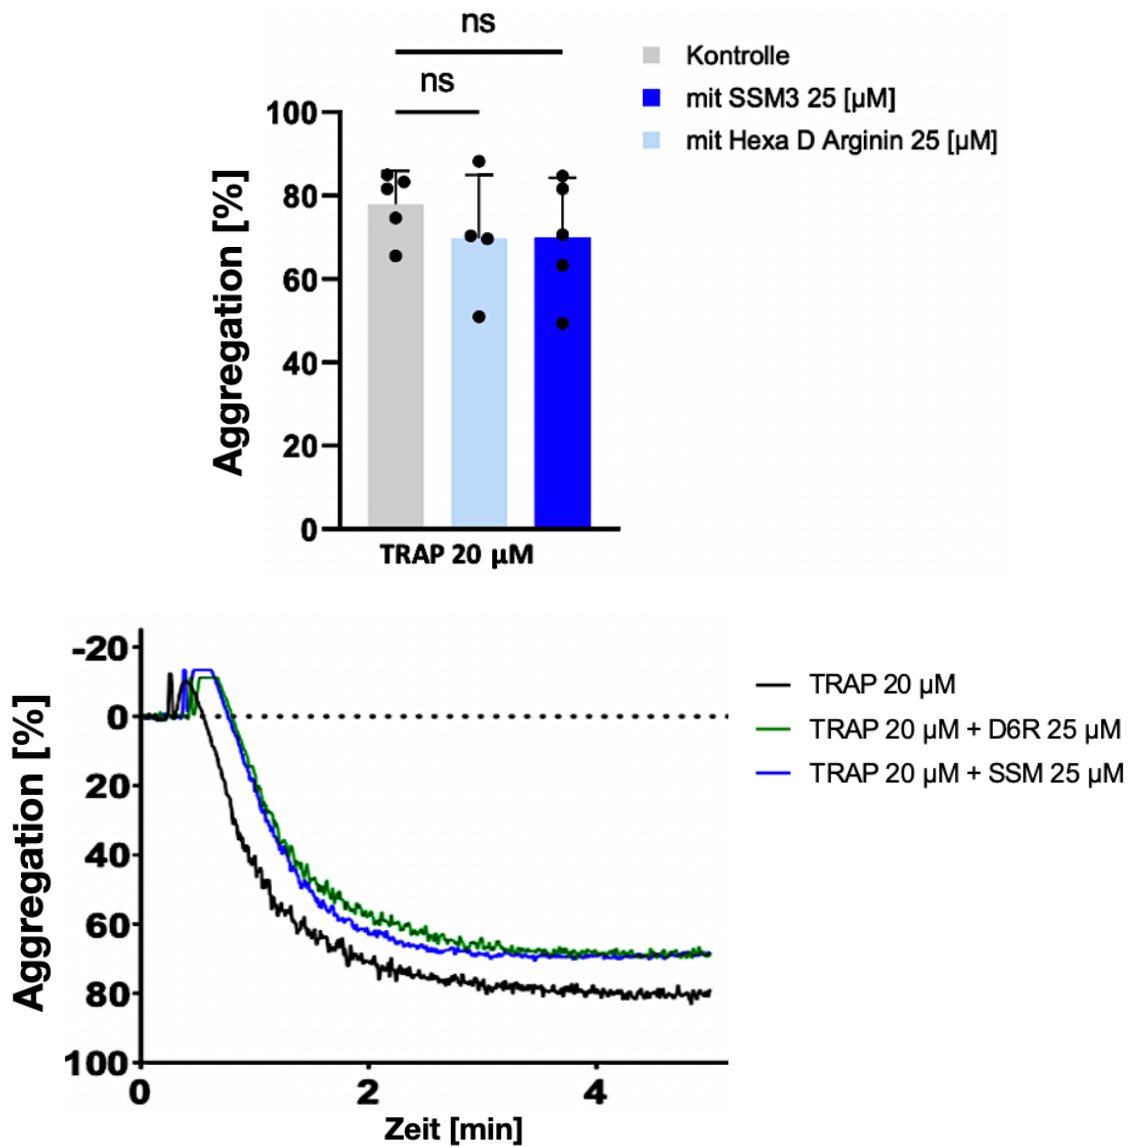 ns
ns
Kontrolle
mit SSM3 25 [µM]
mit Hexa D Arginin 25 [µM]
Aggregation [%]
100
80
60
40
20
0
TRAP 20 µM
Aggregation [%]
-20
0
20
40
60
80
100
0
2
4
Zeit [min]
TRAP 20 µM
TRAP 20 µM + D6R 25 µM
TRAP 20 µM + SSM 25 µM